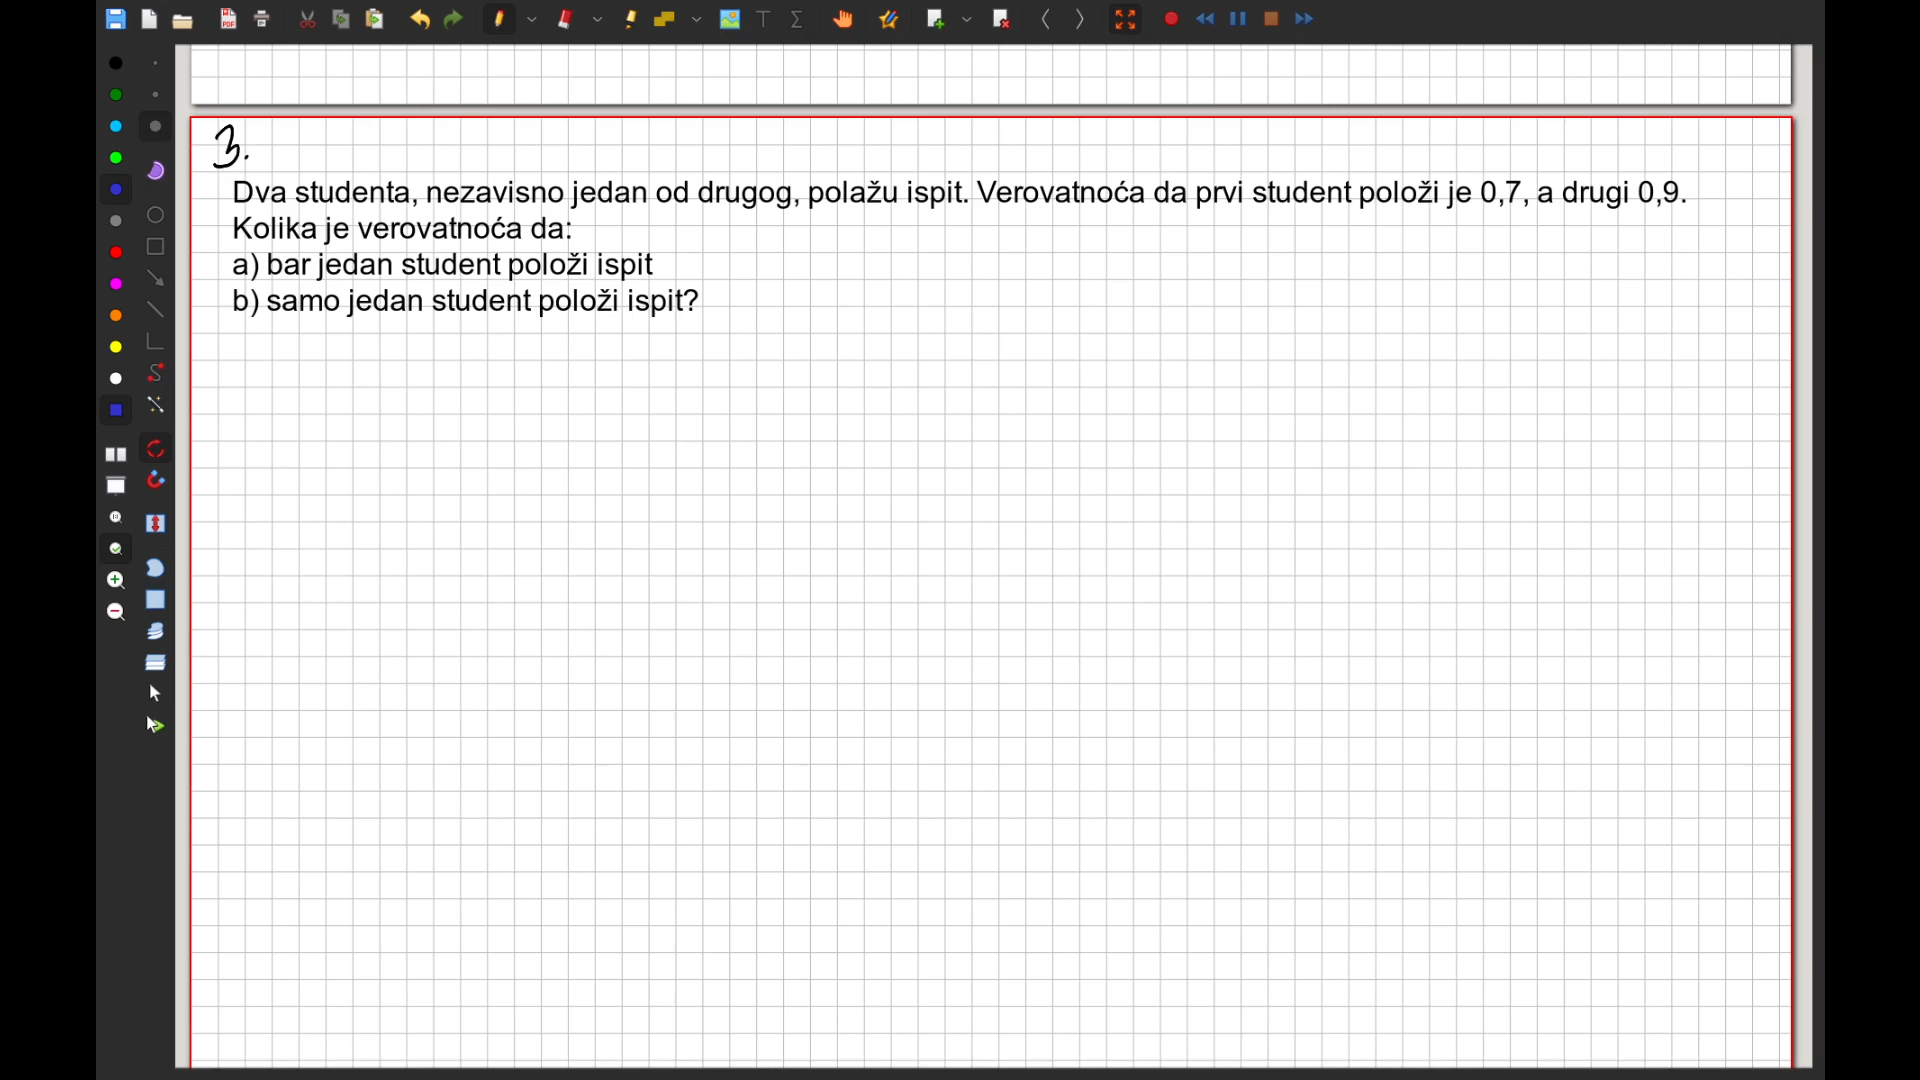 3.
Dva studenta, nezavisno jedan od drugog, polažu ispit. Verovatnoća da prvi student položi je 0,7, a drugi 0,9.
Kolika je verovatnoća da:
a) bar jedan student položi ispit
b) samo jedan student položi ispit?